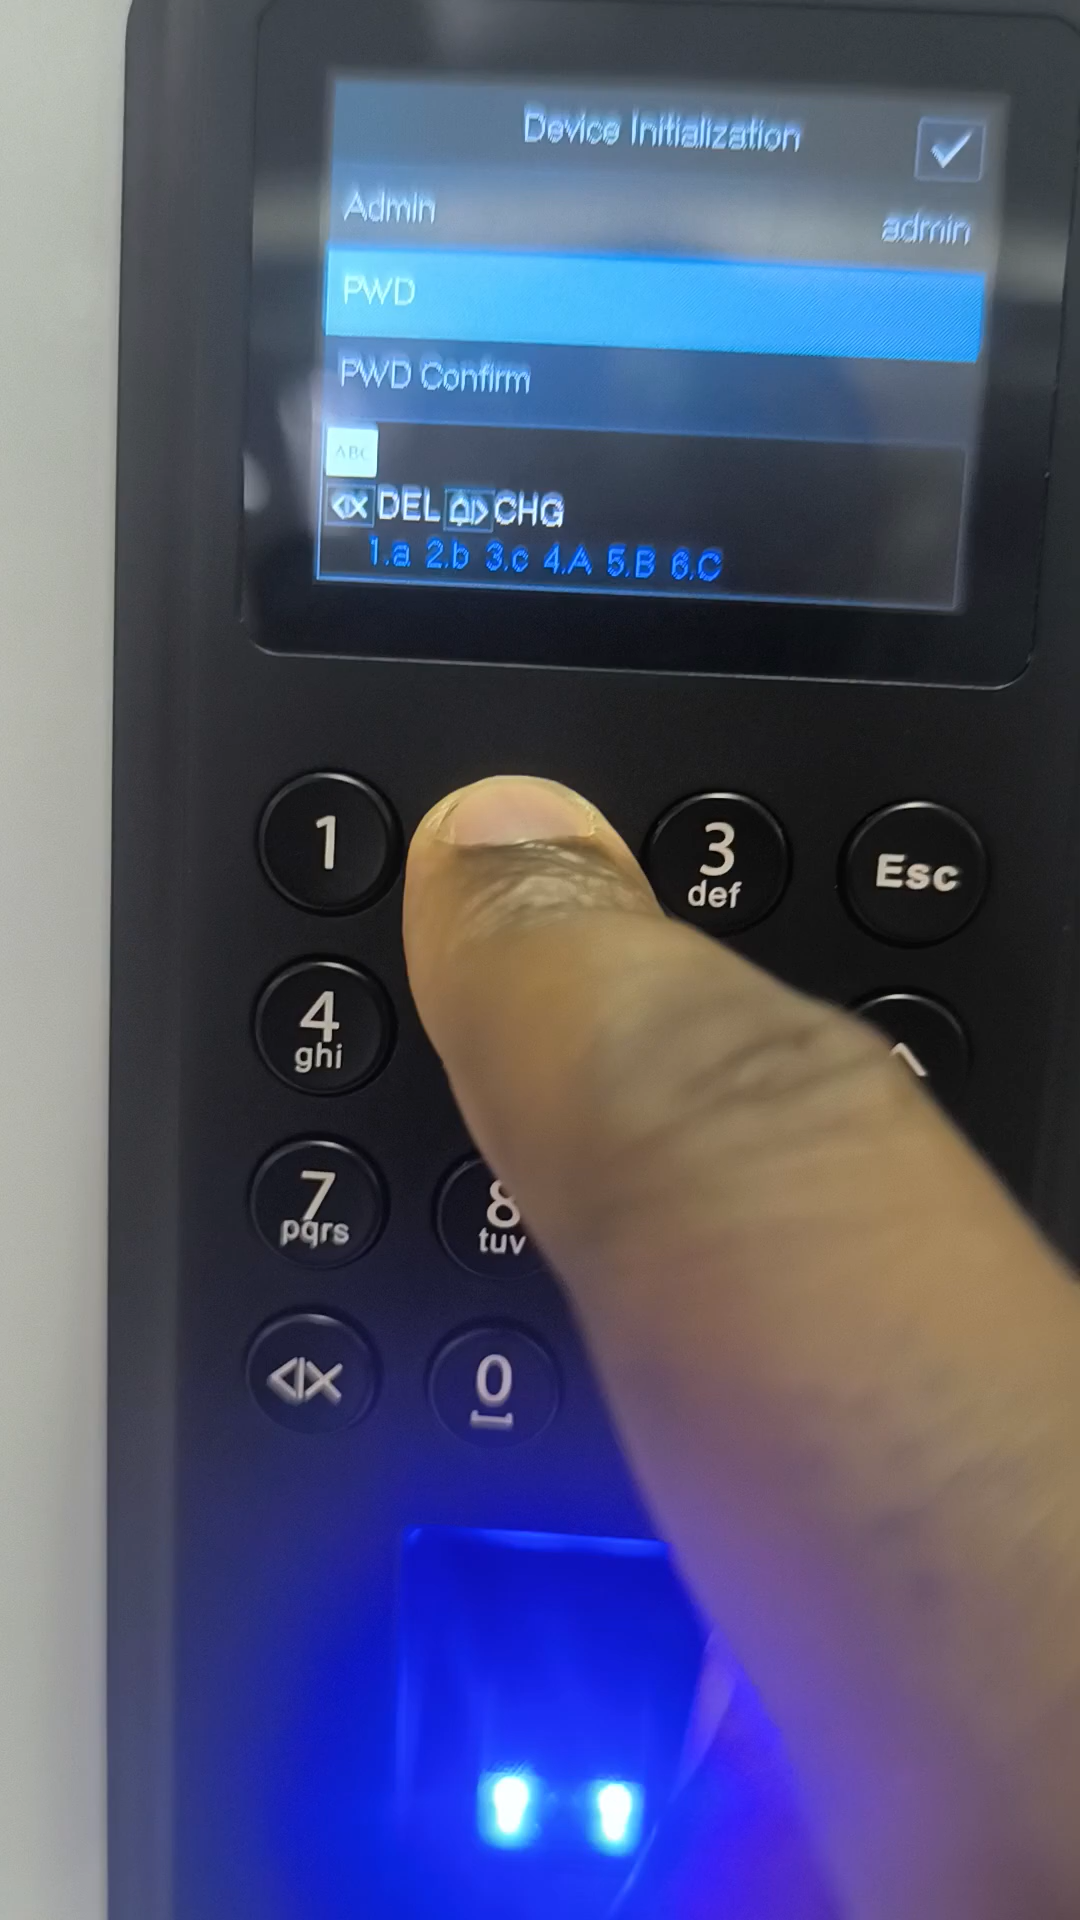 Device Initialization
Admin admin
PWD
PWD Confirm
ABC
DEL CHG
1.a 2.b 3.c 4.A 5.B 6.C
1
3
def
Esc
4
ghi
7
pqrs
8
tuv
0